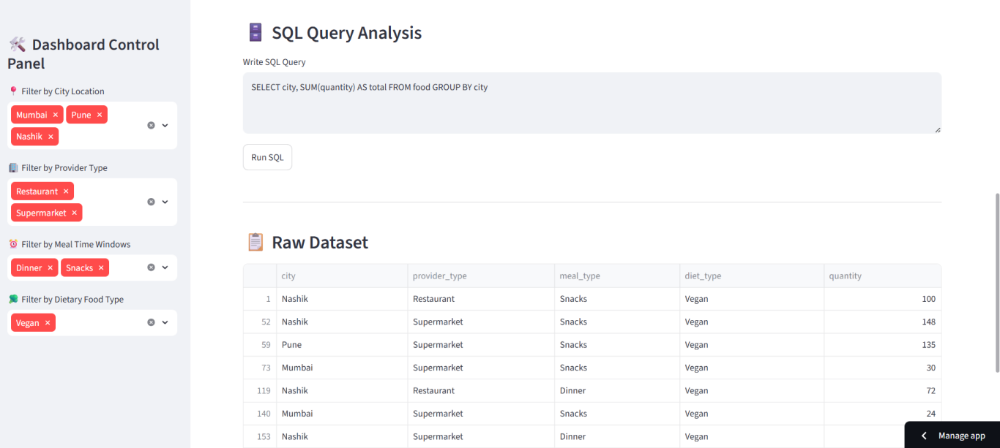 Dashboard Control
Panel
Filter by City Location
Mumbai × Pune ×
Nashik ×
Filter by Provider Type
Restaurant ×
Supermarket ×
Filter by Meal Time Windows
Dinner × Snacks ×
Filter by Dietary Food Type
Vegan ×
SQL Query Analysis
Write SQL Query
SELECT city, SUM(quantity) AS total FROM food GROUP BY city
Run SQL
Raw Dataset
city provider_type meal_type diet_type quantity
1 Nashik Restaurant Snacks Vegan 100
52 Nashik Supermarket Snacks Vegan 148
59 Pune Supermarket Snacks Vegan 135
73 Mumbai Supermarket Snacks Vegan 30
119 Nashik Restaurant Dinner Vegan 72
140 Mumbai Supermarket Snacks Vegan 24
153 Nashik Supermarket Dinner Vegan
Manage app